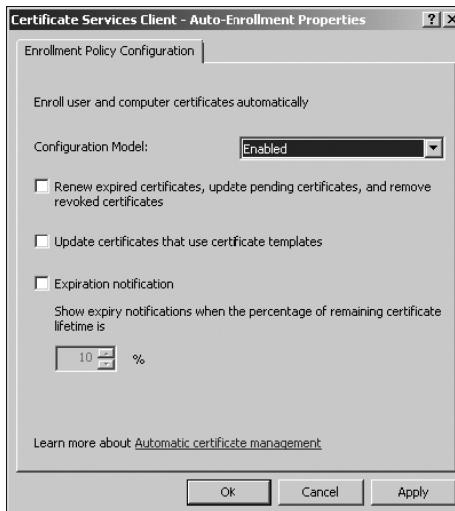 Certificate Services Client - Auto-Enrollment Properties
Enrollment Policy Configuration
Enroll user and computer certificates automatically
Configuration Model:
Enabled
Renew expired certificates, update pending certificates, and remove
revoked certificates
Update certificates that use certificate templates
Expiration notification
Show expiry notifications when the percentage of remaining certificate
lifetime is
10 %
Learn more about Automatic certificate management
OK Cancel Apply